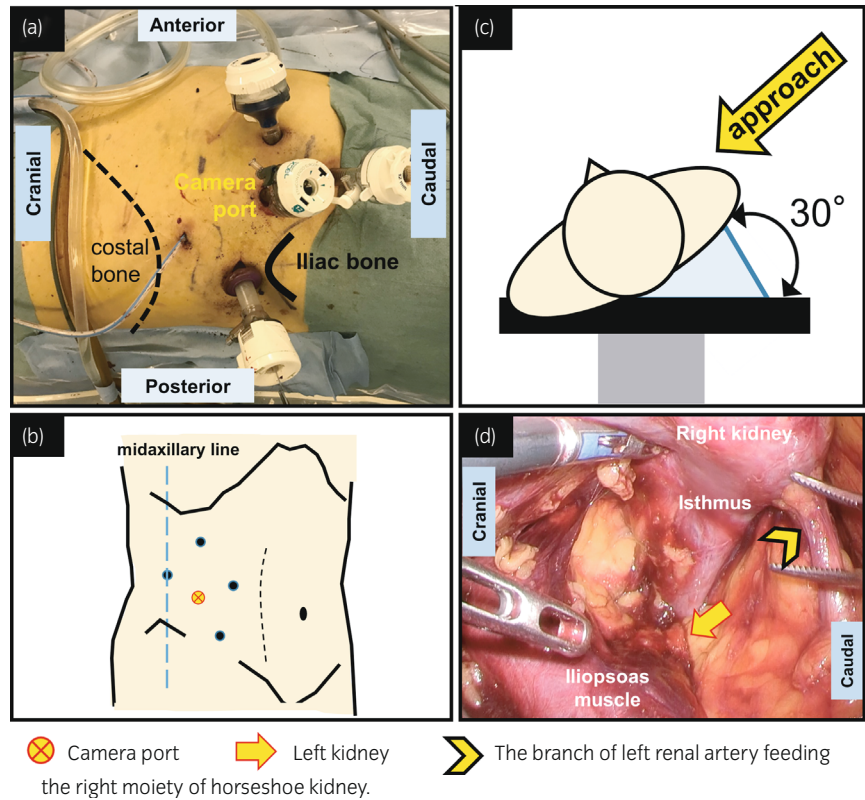 (a)
Anterior
Cranial
Caudal
Camera
port
costal
bone
Iliac bone
Posterior
(b)
midaxillary line
(c)
approach
30°
(d)
Right kidney
Cranial
Isthmus
Iliopsoas
muscle
Caudal
Camera port
Left kidney
The branch of left renal artery feeding
the right moiety of horseshoe kidney.